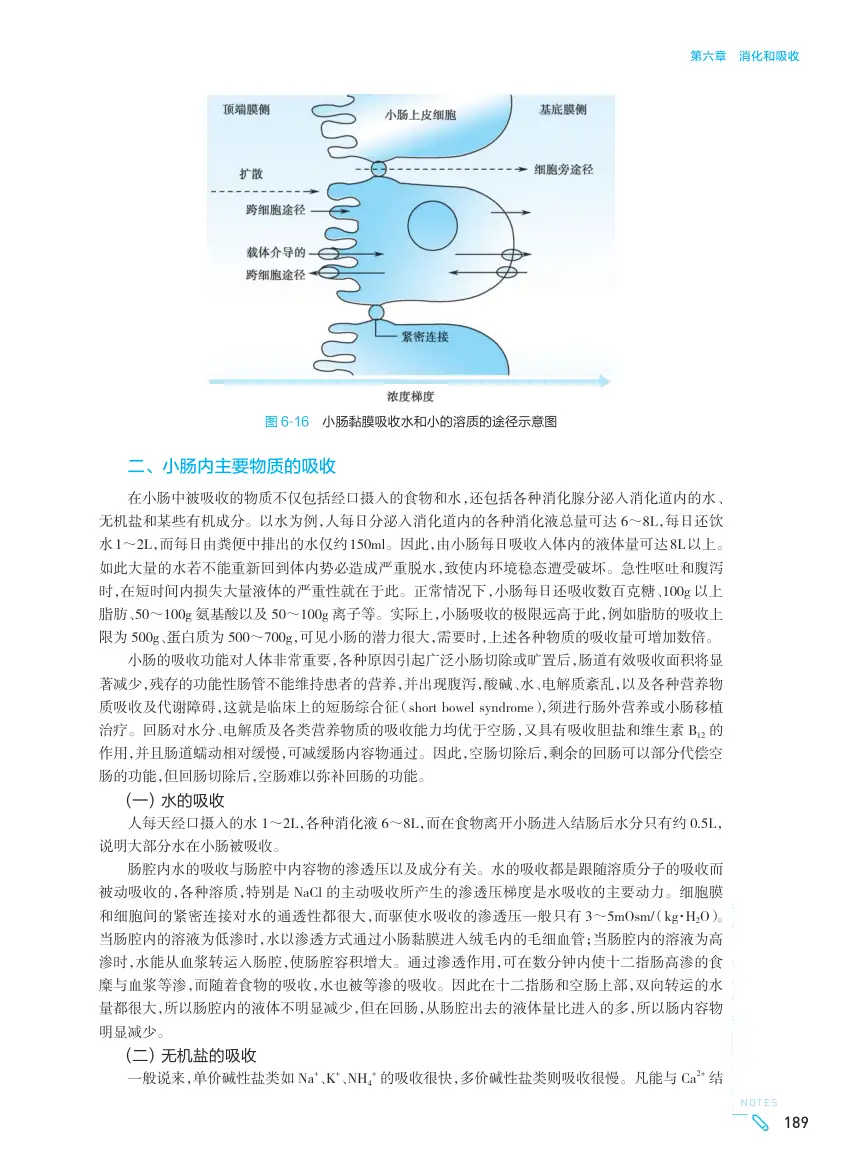 第六章　消化和吸收
顶端膜侧
小肠上皮细胞
基底膜侧
扩散
细胞旁途径
跨细胞途径
载体介导的
跨细胞途径
紧密连接
浓度梯度
图 6-16　小肠黏膜吸收水和小的溶质的途径示意图
二、小肠内主要物质的吸收
在小肠中被吸收的物质不仅包括经口摄入的食物和水，还包括各种消化腺分泌入消化道内的水、
无机盐和某些有机成分。以水为例，人每日分泌入消化道内的各种消化液总量可达 6～8L，每日还饮
水1～2L，而每日由粪便中排出的水仅约150ml。因此，由小肠每日吸收入体内的液体量可达8L以上。
如此大量的水若不能重新回到体内势必造成严重脱水，致使内环境稳态遭受破坏。急性呕吐和腹泻
时，在短时间内损失大量液体的严重性就在于此。正常情况下，小肠每日还吸收数百克糖、100g 以上
脂肪、50～100g 氨基酸以及 50～100g 离子等。实际上，小肠吸收的极限远高于此，例如脂肪的吸收上
限为 500g、蛋白质为 500～700g，可见小肠的潜力很大，需要时，上述各种物质的吸收量可增加数倍。
小肠的吸收功能对人体非常重要，各种原因引起广泛小肠切除或旷置后，肠道有效吸收面积将显
著减少，残存的功能性肠管不能维持患者的营养，并出现腹泻，酸碱、水、电解质紊乱，以及各种营养物
质吸收及代谢障碍，这就是临床上的短肠综合征（short bowel syndrome），须进行肠外营养或小肠移植
治疗。回肠对水分、电解质及各类营养物质的吸收能力均优于空肠，又具有吸收胆盐和维生素 B₁₂ 的
作用，并且肠道蠕动相对缓慢，可减缓肠内容物通过。因此，空肠切除后，剩余的回肠可以部分代偿空
肠的功能，但回肠切除后，空肠难以弥补回肠的功能。
（一）水的吸收
人每天经口摄入的水 1～2L，各种消化液 6～8L，而在食物离开小肠进入结肠后水分只有约 0.5L，
说明大部分水在小肠被吸收。
肠腔内水的吸收与肠腔中内容物的渗透压以及成分有关。水的吸收都是跟随溶质分子的吸收而
被动吸收的，各种溶质，特别是 NaCl 的主动吸收所产生的渗透压梯度是水吸收的主要动力。细胞膜
和细胞间的紧密连接对水的通透性都很大，而驱使水吸收的渗透压一般只有 3～5mOsm/（kg·H₂O）。
当肠腔内的溶液为低渗时，水以渗透方式通过小肠黏膜进入绒毛内的毛细血管；当肠腔内的溶液为高
渗时，水能从血浆转运入肠腔，使肠腔容积增大。通过渗透作用，可在数分钟内使十二指肠高渗的食
糜与血浆等渗，而随着食物的吸收，水也被等渗的吸收。因此在十二指肠和空肠上部，双向转运的水
量都很大，所以肠腔内的液体不明显减少，但在回肠，从肠腔出去的液体量比进入的多，所以肠内容物
明显减少。
（二）无机盐的吸收
一般说来，单价碱性盐类如 Na⁺、K⁺、NH₄⁺ 的吸收很快，多价碱性盐类则吸收很慢。凡能与 Ca²⁺ 结
NOTES
189